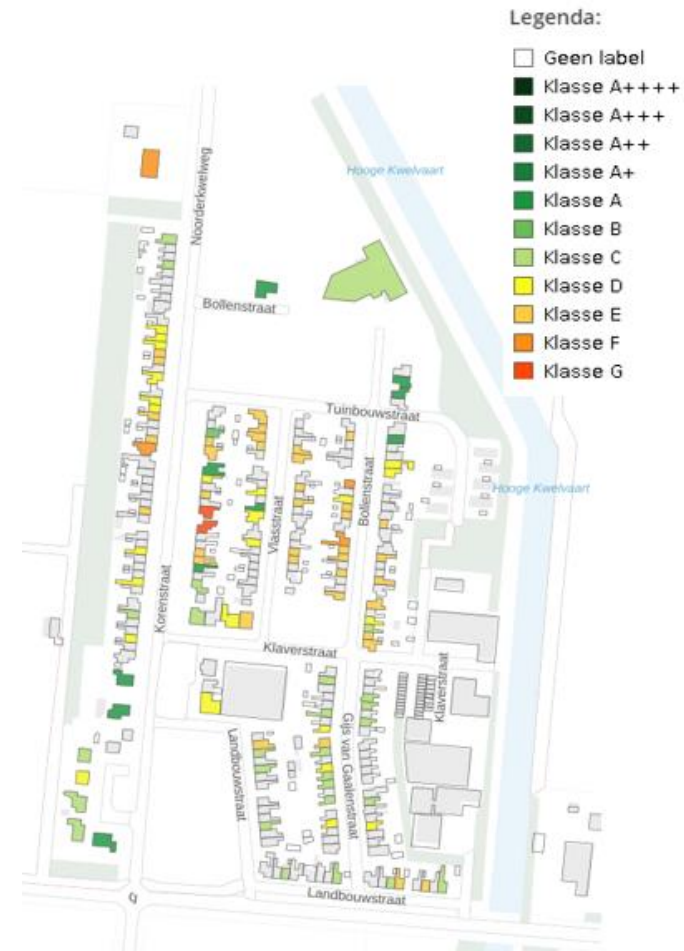 Legenda:
Geen label
Klasse A++++
Klasse A+++
Klasse A++
Klasse A+
Klasse A
Klasse B
Klasse C
Klasse D
Klasse E
Klasse F
Klasse G
Noorderkwelweg
Hooge Kwelvaart
Bollenstraat
Tuinbouwstraat
Bollenstraat
Vlasstraat
Hooge Kwelvaart
Korenstraat
Klaverstraat
Klaverstraat
Gijs van Gaalenstraat
Landbouwstraat
Landbouwstraat